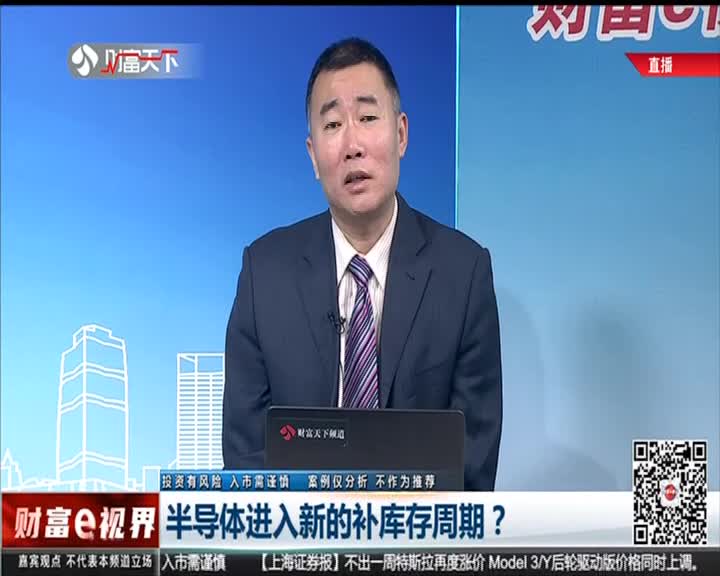 财富天下
财富e
直播
财富天下频道
投资有风险 入市需谨慎 案例仅分析 不作为推荐
财富e视界
半导体进入新的补库存周期？
嘉宾观点 不代表本频道立场
入市需谨慎 【上海证券报】不出一周特斯拉再度涨价 Model 3/Y后轮驱动版价格同时上调。